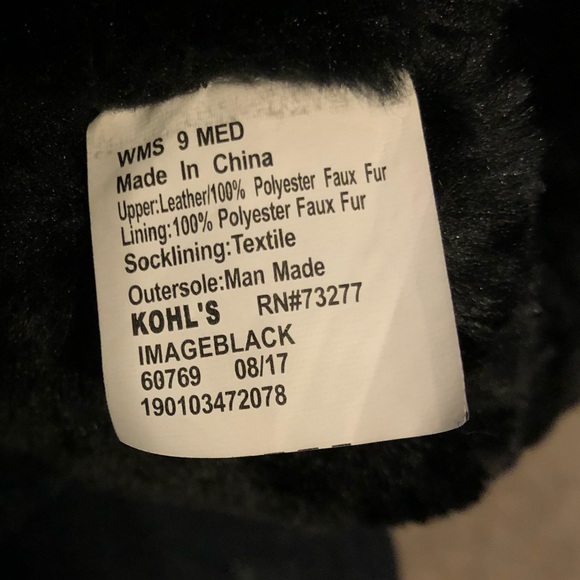 WMS 9 MED
Made In China
Upper:Leather/100% Polyester Faux Fur
Lining:100% Polyester Faux Fur
Socklining:Textile
Outersole:Man Made
KOHL'S RN#73277
IMAGEBLACK
60769 08/17
190103472078